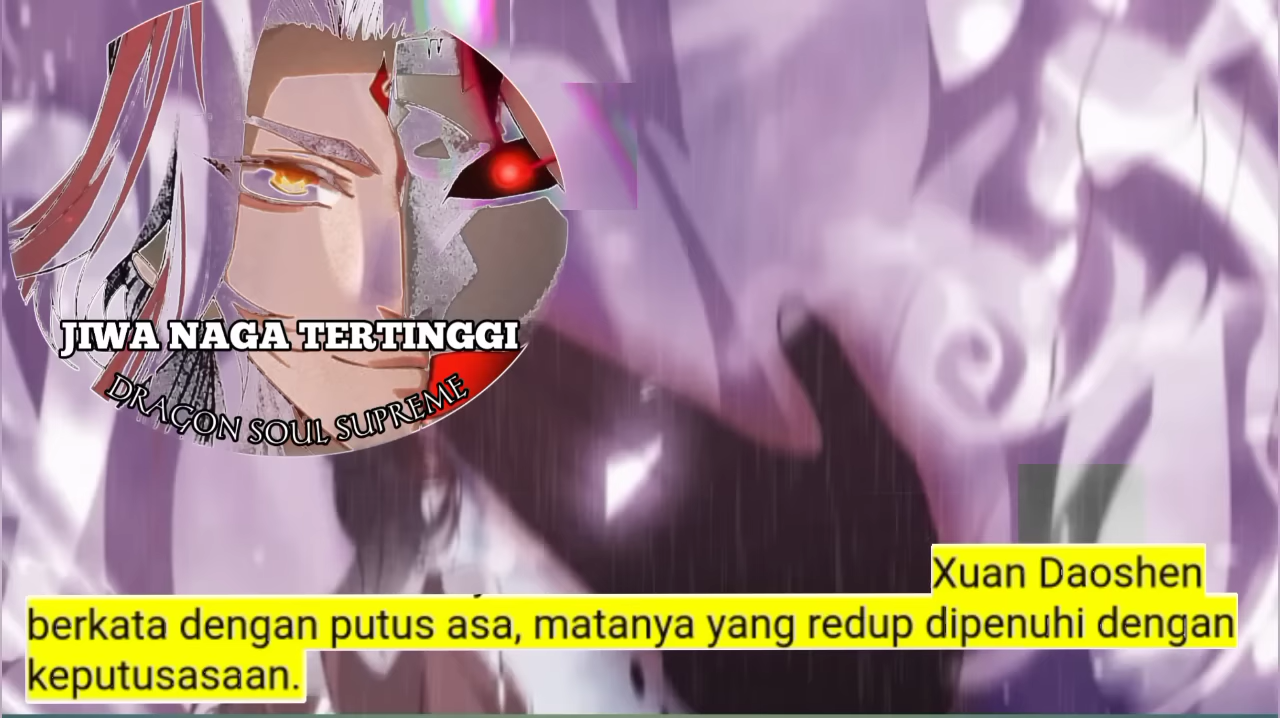 JIWA NAGA TERTINGGI
DRAGON SOUL SUPREME
Xuan Daoshen
berkata dengan putus asa, matanya yang redup dipenuhi dengan
keputusasaan.